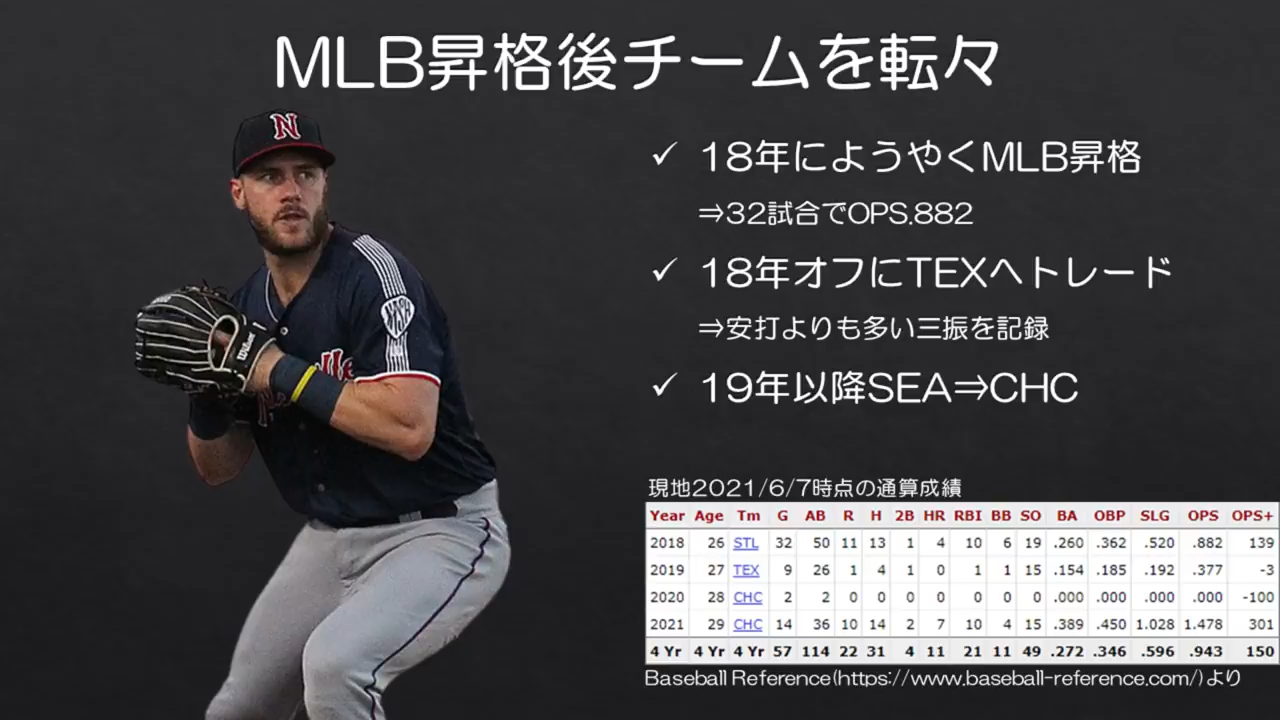 MLB昇格後チームを転々
✓ 18年にようやくMLB昇格
⇒32試合でOPS.882
✓ 18年オフにTEXへトレード
⇒安打よりも多い三振を記録
✓ 19年以降SEA⇒CHC
N
NASH
Wilson
現地2021/6/7時点の通算成績
Year Age Tm G AB R H 2B HR RBI BB SO BA OBP SLG OPS OPS+
2018 26 STL 32 50 11 13 1 4 10 6 19 .260 .362 .520 .882 139
2019 27 TEX 9 26 1 4 1 0 1 1 15 .154 .185 .192 .377 -3
2020 28 CHC 2 2 0 0 0 0 0 0 0 .000 .000 .000 .000 -100
2021 29 CHC 14 36 10 14 2 7 10 4 15 .389 .450 1.028 1.478 301
4 Yr 4 Yr 4 Yr 57 114 22 31 4 11 21 11 49 .272 .346 .596 .943 150
Baseball Reference(https://www.baseball-reference.com/)より